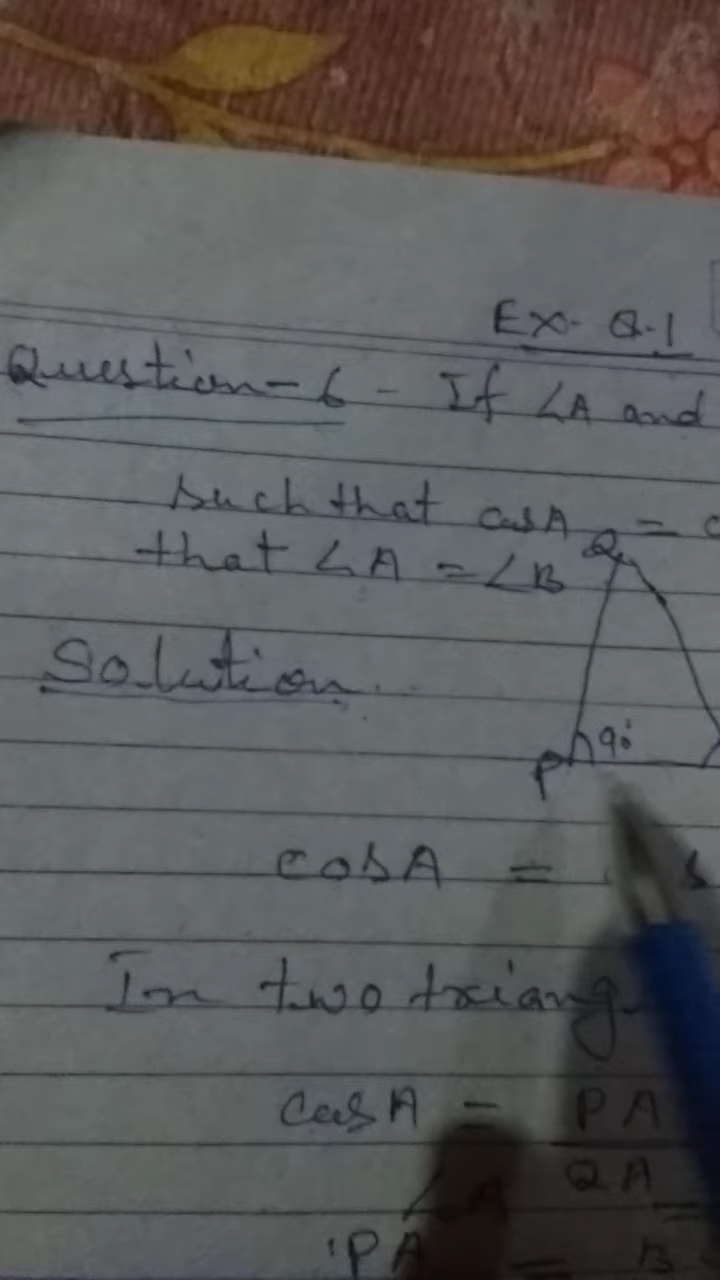 Ex- 8.1
Question-6 - If ∠A and
such that cosA =
that ∠A = ∠B
Q
Solution
90°
P
cosA =
In two triang
cosA = PA
QA =
PA = B